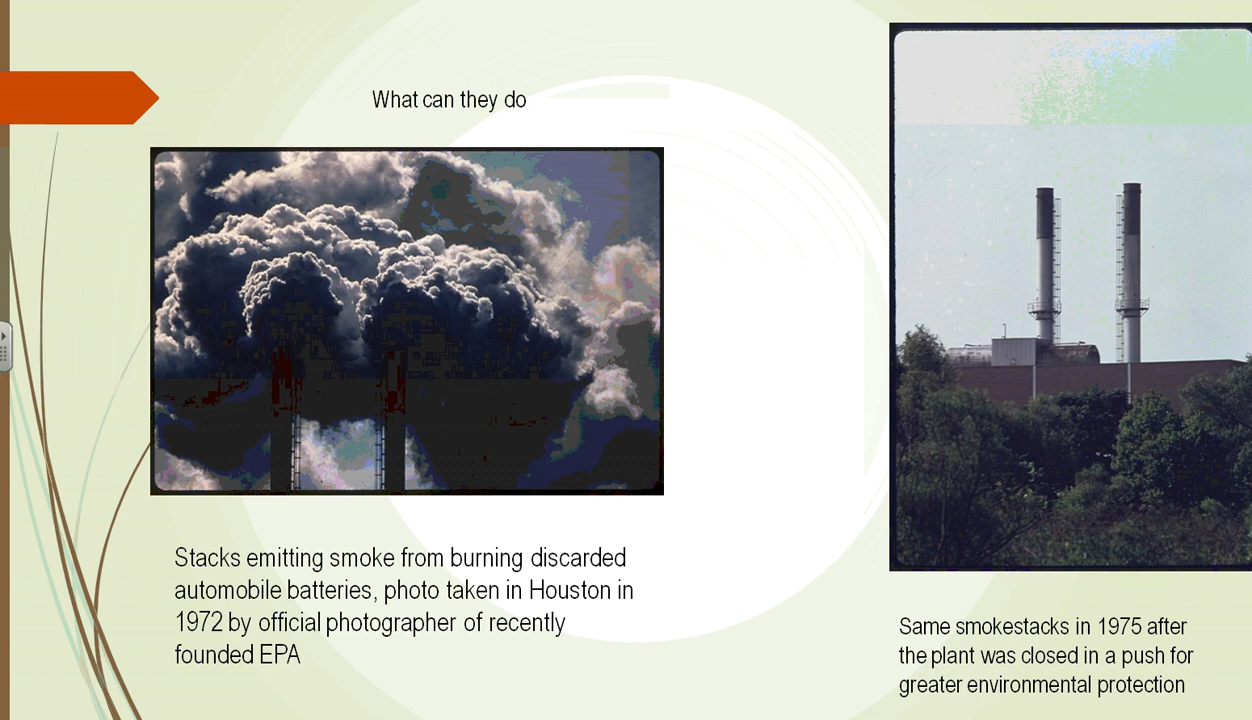 What can they do
Stacks emitting smoke from burning discarded
automobile batteries, photo taken in Houston in
1972 by official photographer of recently
founded EPA
Same smokestacks in 1975 after
the plant was closed in a push for
greater environmental protection